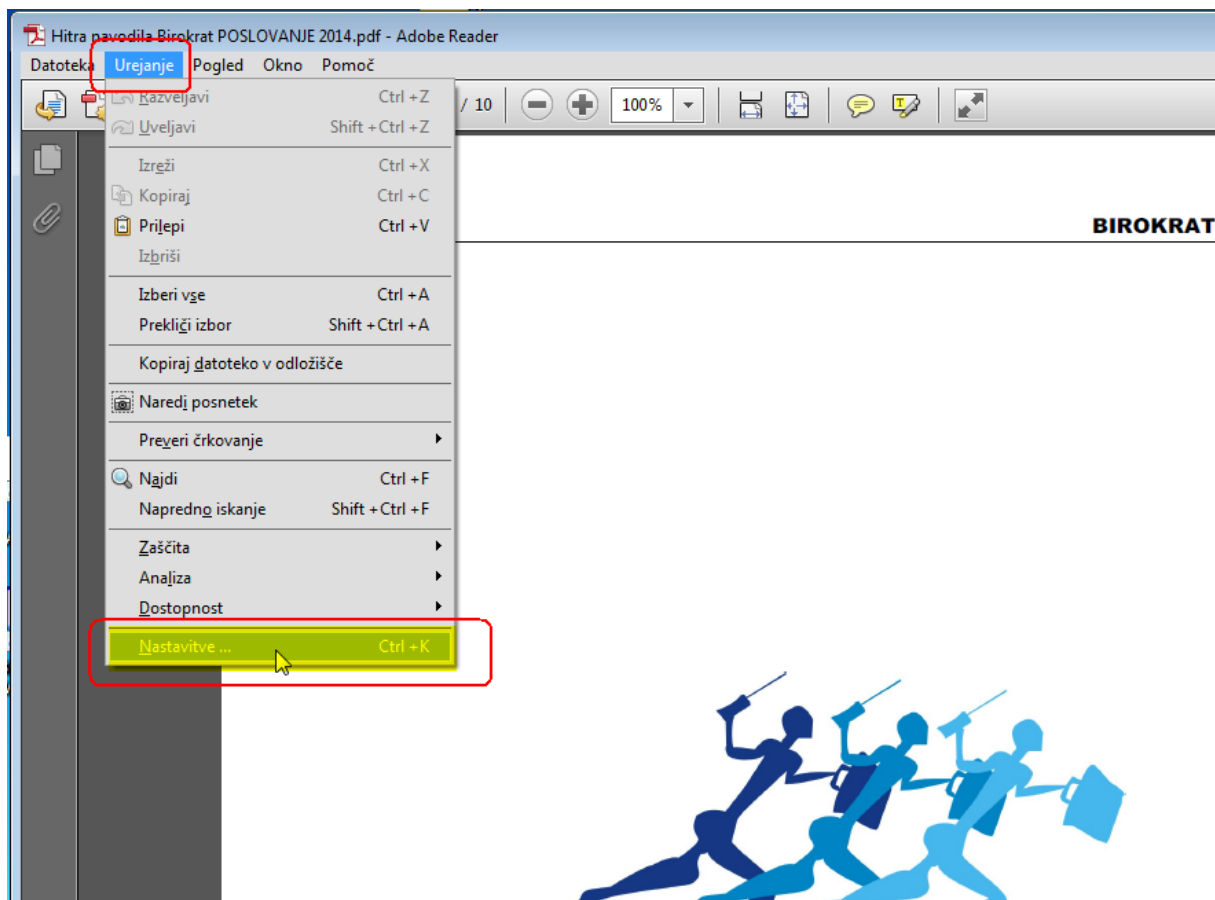 Hitra navodila Birokrat POSLOVANJE 2014.pdf - Adobe Reader
Datoteka Urejanje Pogled Okno Pomoč
/ 10 100%
Razveljavi Ctrl +Z
Uveljavi Shift +Ctrl +Z
Izreži Ctrl +X
Kopiraj Ctrl +C
Prilepi Ctrl +V
Izbriši
Izberi vse Ctrl +A
Prekliči izbor Shift +Ctrl +A
Kopiraj datoteko v odložišče
Naredi posnetek
Preveri črkovanje
Najdi Ctrl +F
Napredno iskanje Shift +Ctrl +F
Zaščita
Analiza
Dostopnost
Nastavitve ... Ctrl +K
BIROKRAT